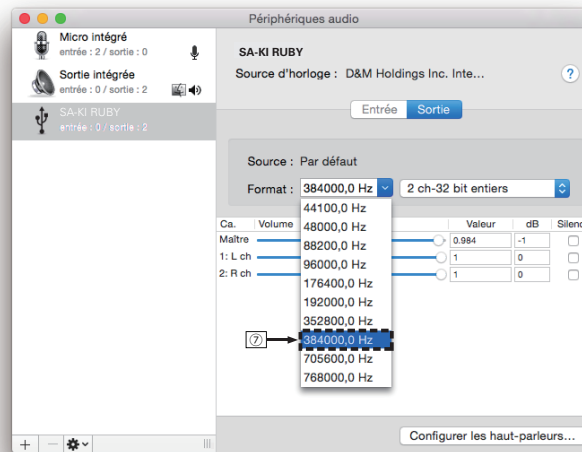 Périphériques audio
Micro intégré
entrée : 2 / sortie : 0
Sortie intégrée
entrée : 0 / sortie : 2
SA-KI RUBY
entrée : 0 / sortie : 2
SA-KI RUBY
Source d'horloge : D&M Holdings Inc. Inte...
?
Entrée Sortie
Source : Par défaut
Format : 384000,0 Hz 2 ch-32 bit entiers
44100,0 Hz
48000,0 Hz
88200,0 Hz
96000,0 Hz
176400,0 Hz
192000,0 Hz
352800,0 Hz
⑦ 384000,0 Hz
705600,0 Hz
768000,0 Hz
Ca. Volume Valeur dB Silenc
Maître 0.984 -1
1: L ch 1 0
2: R ch 1 0
Configurer les haut-parleurs...